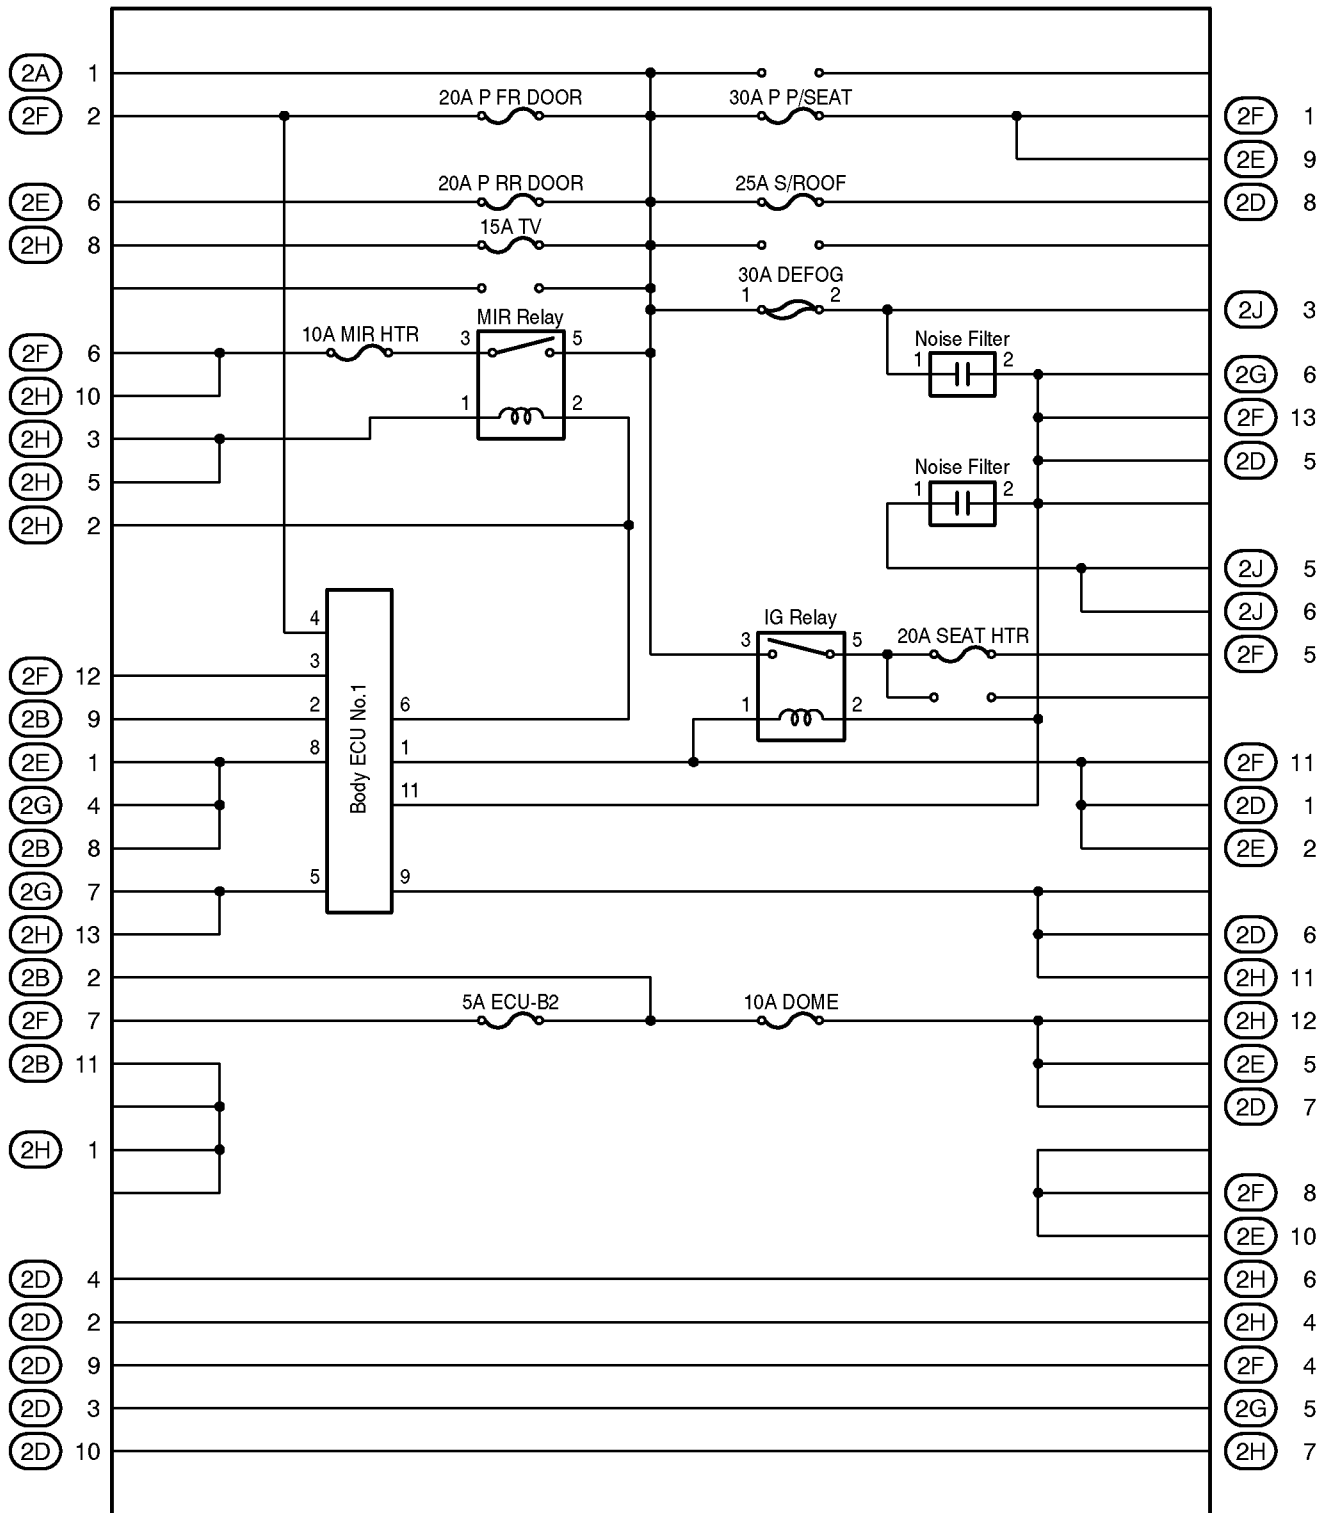 2A 1
20A P FR DOOR 30A P P/SEAT
2F 2 2F 1
2E 9
20A P RR DOOR 25A S/ROOF
2E 6 2D 8
15A TV
2H 8
30A DEFOG
1 2
2J 3
MIR Relay
10A MIR HTR 3 5 Noise Filter
2F 6 1 2
2G 6
2H 10
1 2
2F 13
2H 3
2D 5
Noise Filter
2H 5 1 2
2H 2
2J 5
2J 6
4 IG Relay
3 5 20A SEAT HTR
2F 5
3
2F 12
2 6 1 2
2B 9
Body ECU No.1
8 1
2E 1 2F 11
11
2G 4 2D 1
2B 8 2E 2
5 9
2G 7
2H 13 2D 6
2B 2 2H 11
5A ECU-B2 10A DOME
2F 7 2H 12
2B 11 2E 5
2D 7
2H 1
2F 8
2E 10
2D 4 2H 6
2D 2 2H 4
2D 9 2F 4
2D 3 2G 5
2D 10 2H 7